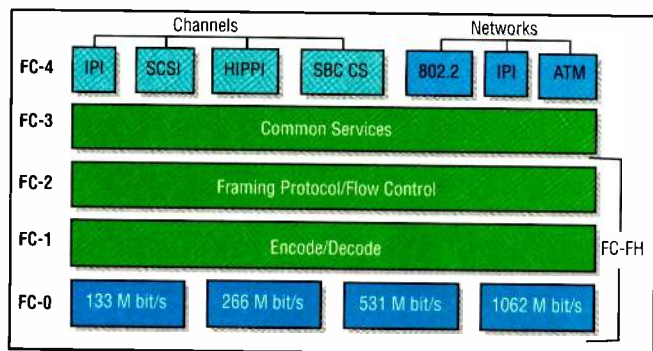 Channels Networks
FC-4 IPI SCSI HIPPI SBC CS 802.2 IPI ATM
FC-3 Common Services
FC-2 Framing Protocol/Flow Control
FC-1 Encode/Decode
FC-FH
FC-0 133 M bit/s 266 M bit/s 531 M bit/s 1062 M bit/s